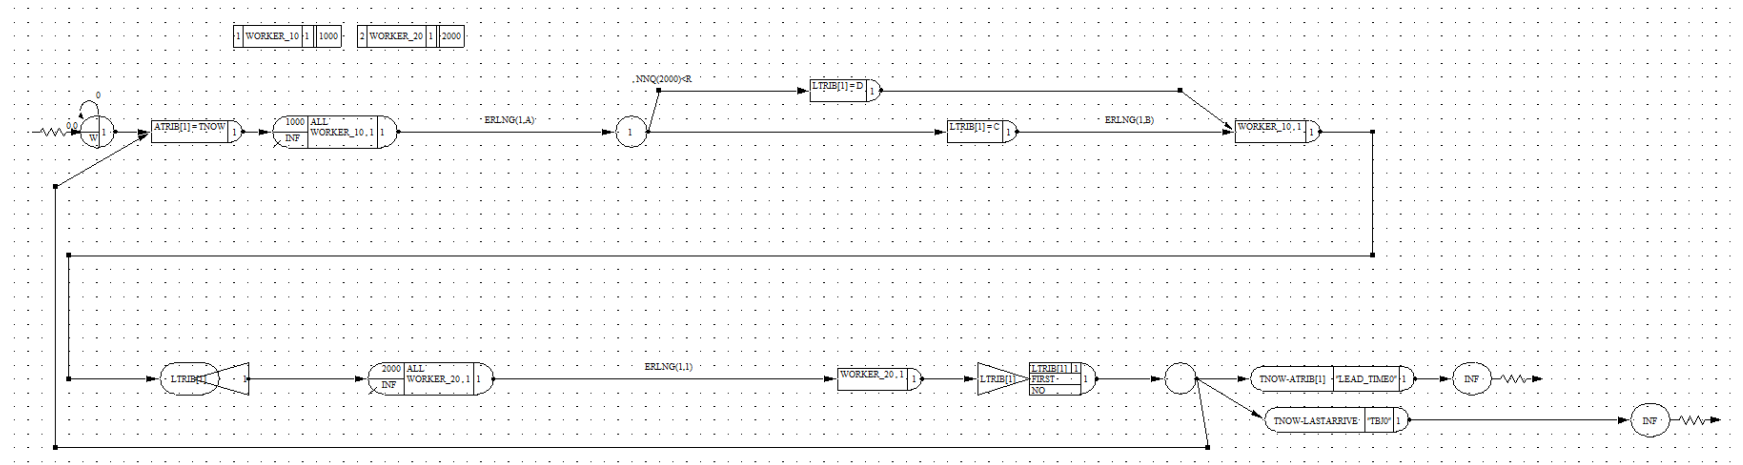 1 WORKER_10 1 1000 2 WORKER_20 1 2000
NNQ(2000)<R
LTRIB[1] = D 1
0
0.0 1 W
ATRIB[1] = TNOW 1
1000 ALL
INF WORKER_10, 1 1
ERLNG(1,A)
1
LTRIB[1] = C 1
ERLNG(1,B)
WORKER_10, 1 1
LTRIB[1] 1
2000 ALL
INF WORKER_20, 1 1
ERLNG(1,1)
WORKER_20, 1 1
LTRIB[1]
LTRIB[1] 1
FIRST 1
NO
TNOW-ATRIB[1] "LEAD_TIME0" 1
INF
TNOW-LASTARRIVE "TBJ0" 1
INF